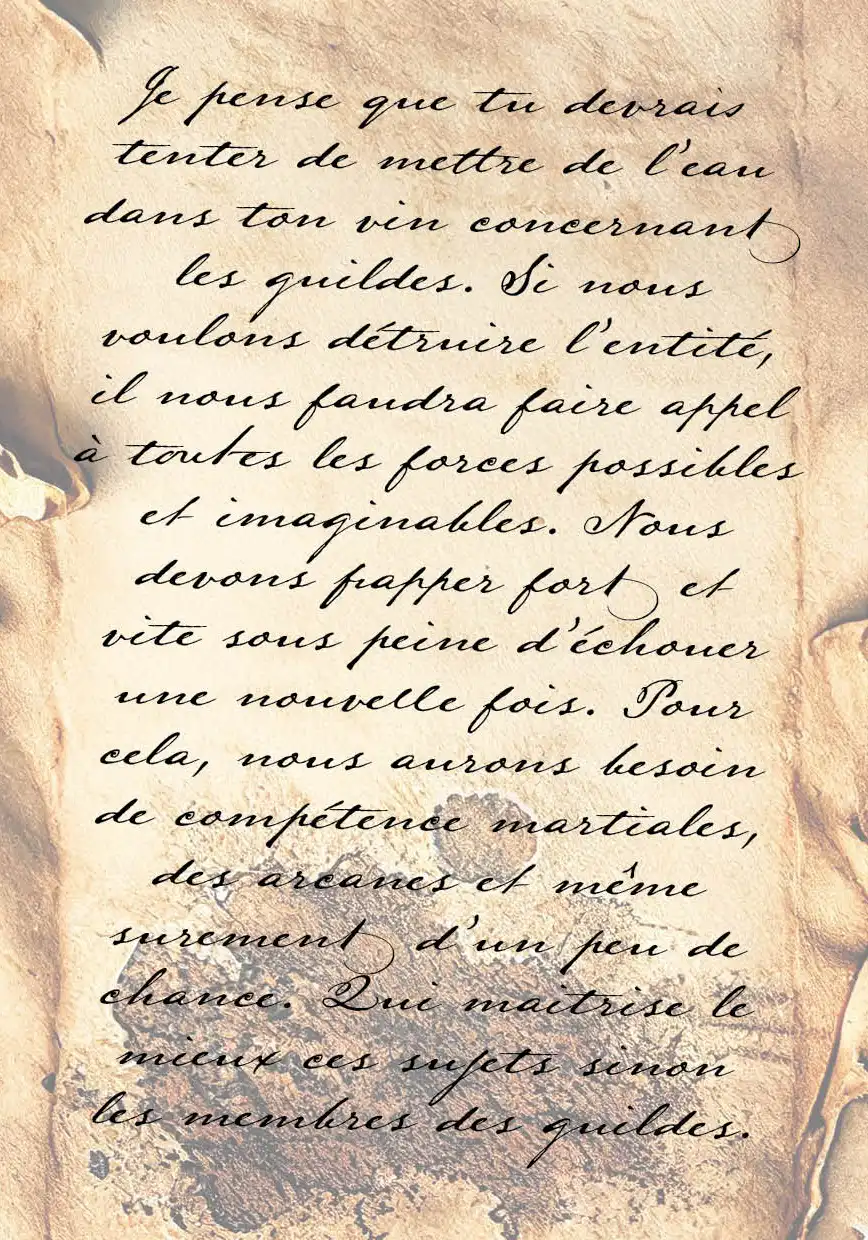 Je pense que tu devrais
tenter de mettre de l'eau
dans ton vin concernant
les guildes. Si nous
voulons détruire l'entité,
il nous faudra faire appel
à toutes les forces possibles
et imaginables. Nous
devons frapper fort et
vite sous peine d'échouer
une nouvelle fois. Pour
cela, nous aurons besoin
de compétence martiales,
des arcanes et même
surement d'un peu de
chance. Qui maitrise le
mieux ces sujets sinon
les membres des guildes.